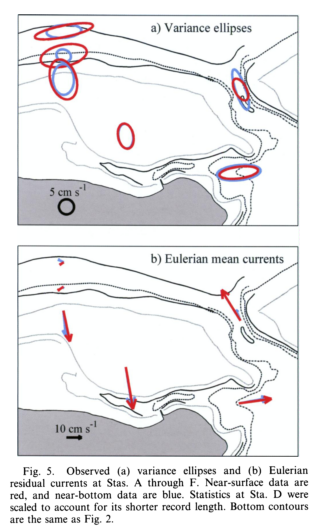 a) Variance ellipses
5 cm s⁻¹
b) Eulerian mean currents
10 cm s⁻¹
Fig. 5. Observed (a) variance ellipses and (b) Eulerian
residual currents at Stas. A through F. Near-surface data are
red, and near-bottom data are blue. Statistics at Sta. D were
scaled to account for its shorter record length. Bottom contours
are the same as Fig. 2.